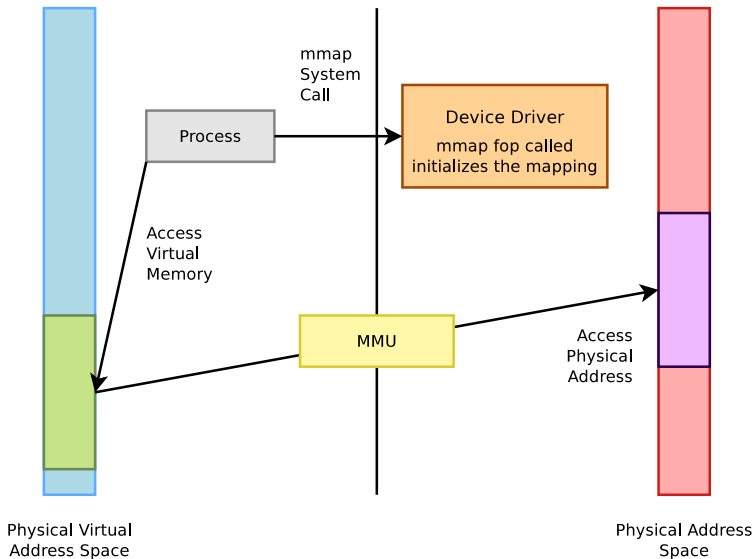 mmap
System
Call
Process
Device Driver
mmap fop called
initializes the mapping
Access
Virtual
Memory
MMU
Access
Physical
Address
Physical Virtual
Address Space
Physical Address
Space